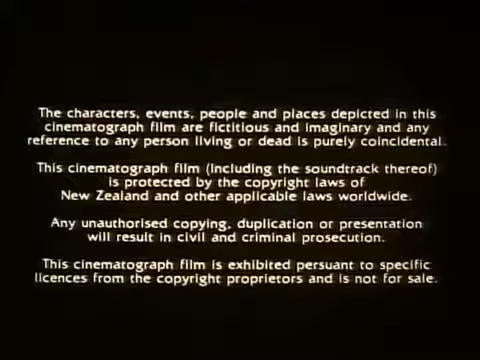 The characters, events, people and places depicted in this
cinematograph film are fictitious and imaginary and any
reference to any person living or dead is purely coincidental.
This cinematograph film (including the soundtrack thereof)
is protected by the copyright laws of
New Zealand and other applicable laws worldwide.
Any unauthorised copying, duplication or presentation
will result in civil and criminal prosecution.
This cinematograph film is exhibited persuant to specific
licences from the copyright proprietors and is not for sale.